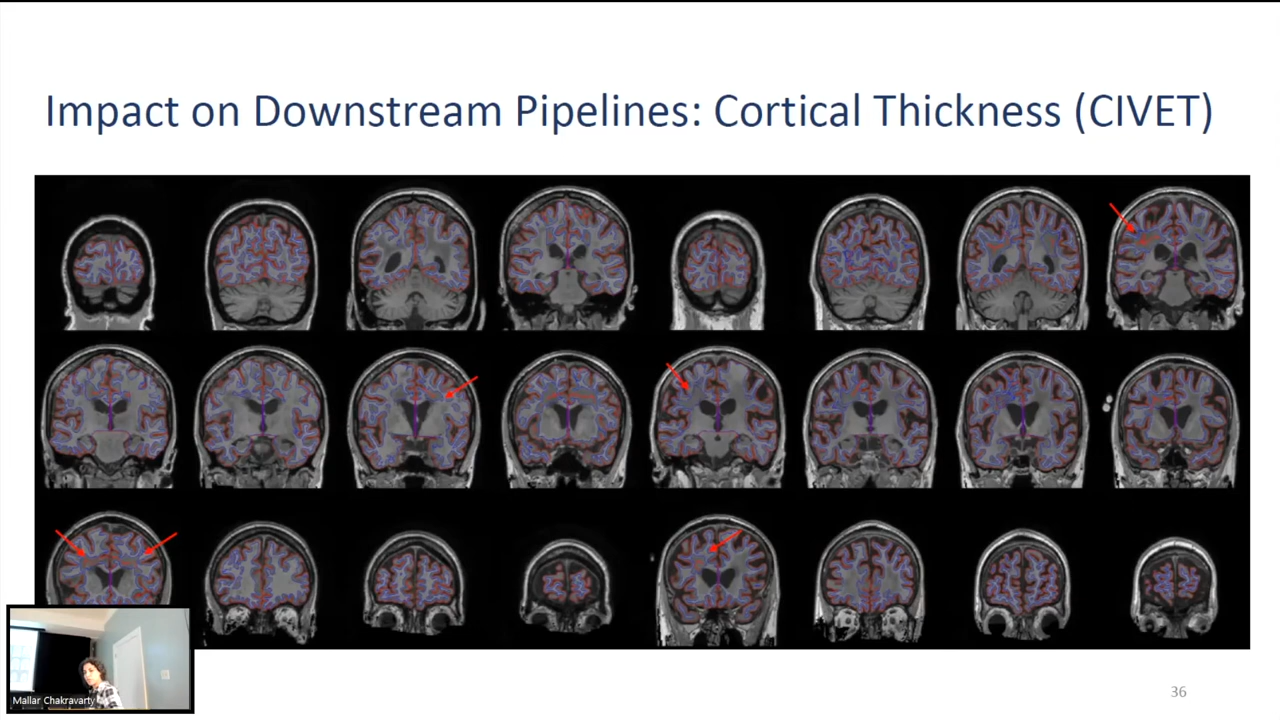 Impact on Downstream Pipelines: Cortical Thickness (CIVET)
Mallar Chakravarty
36